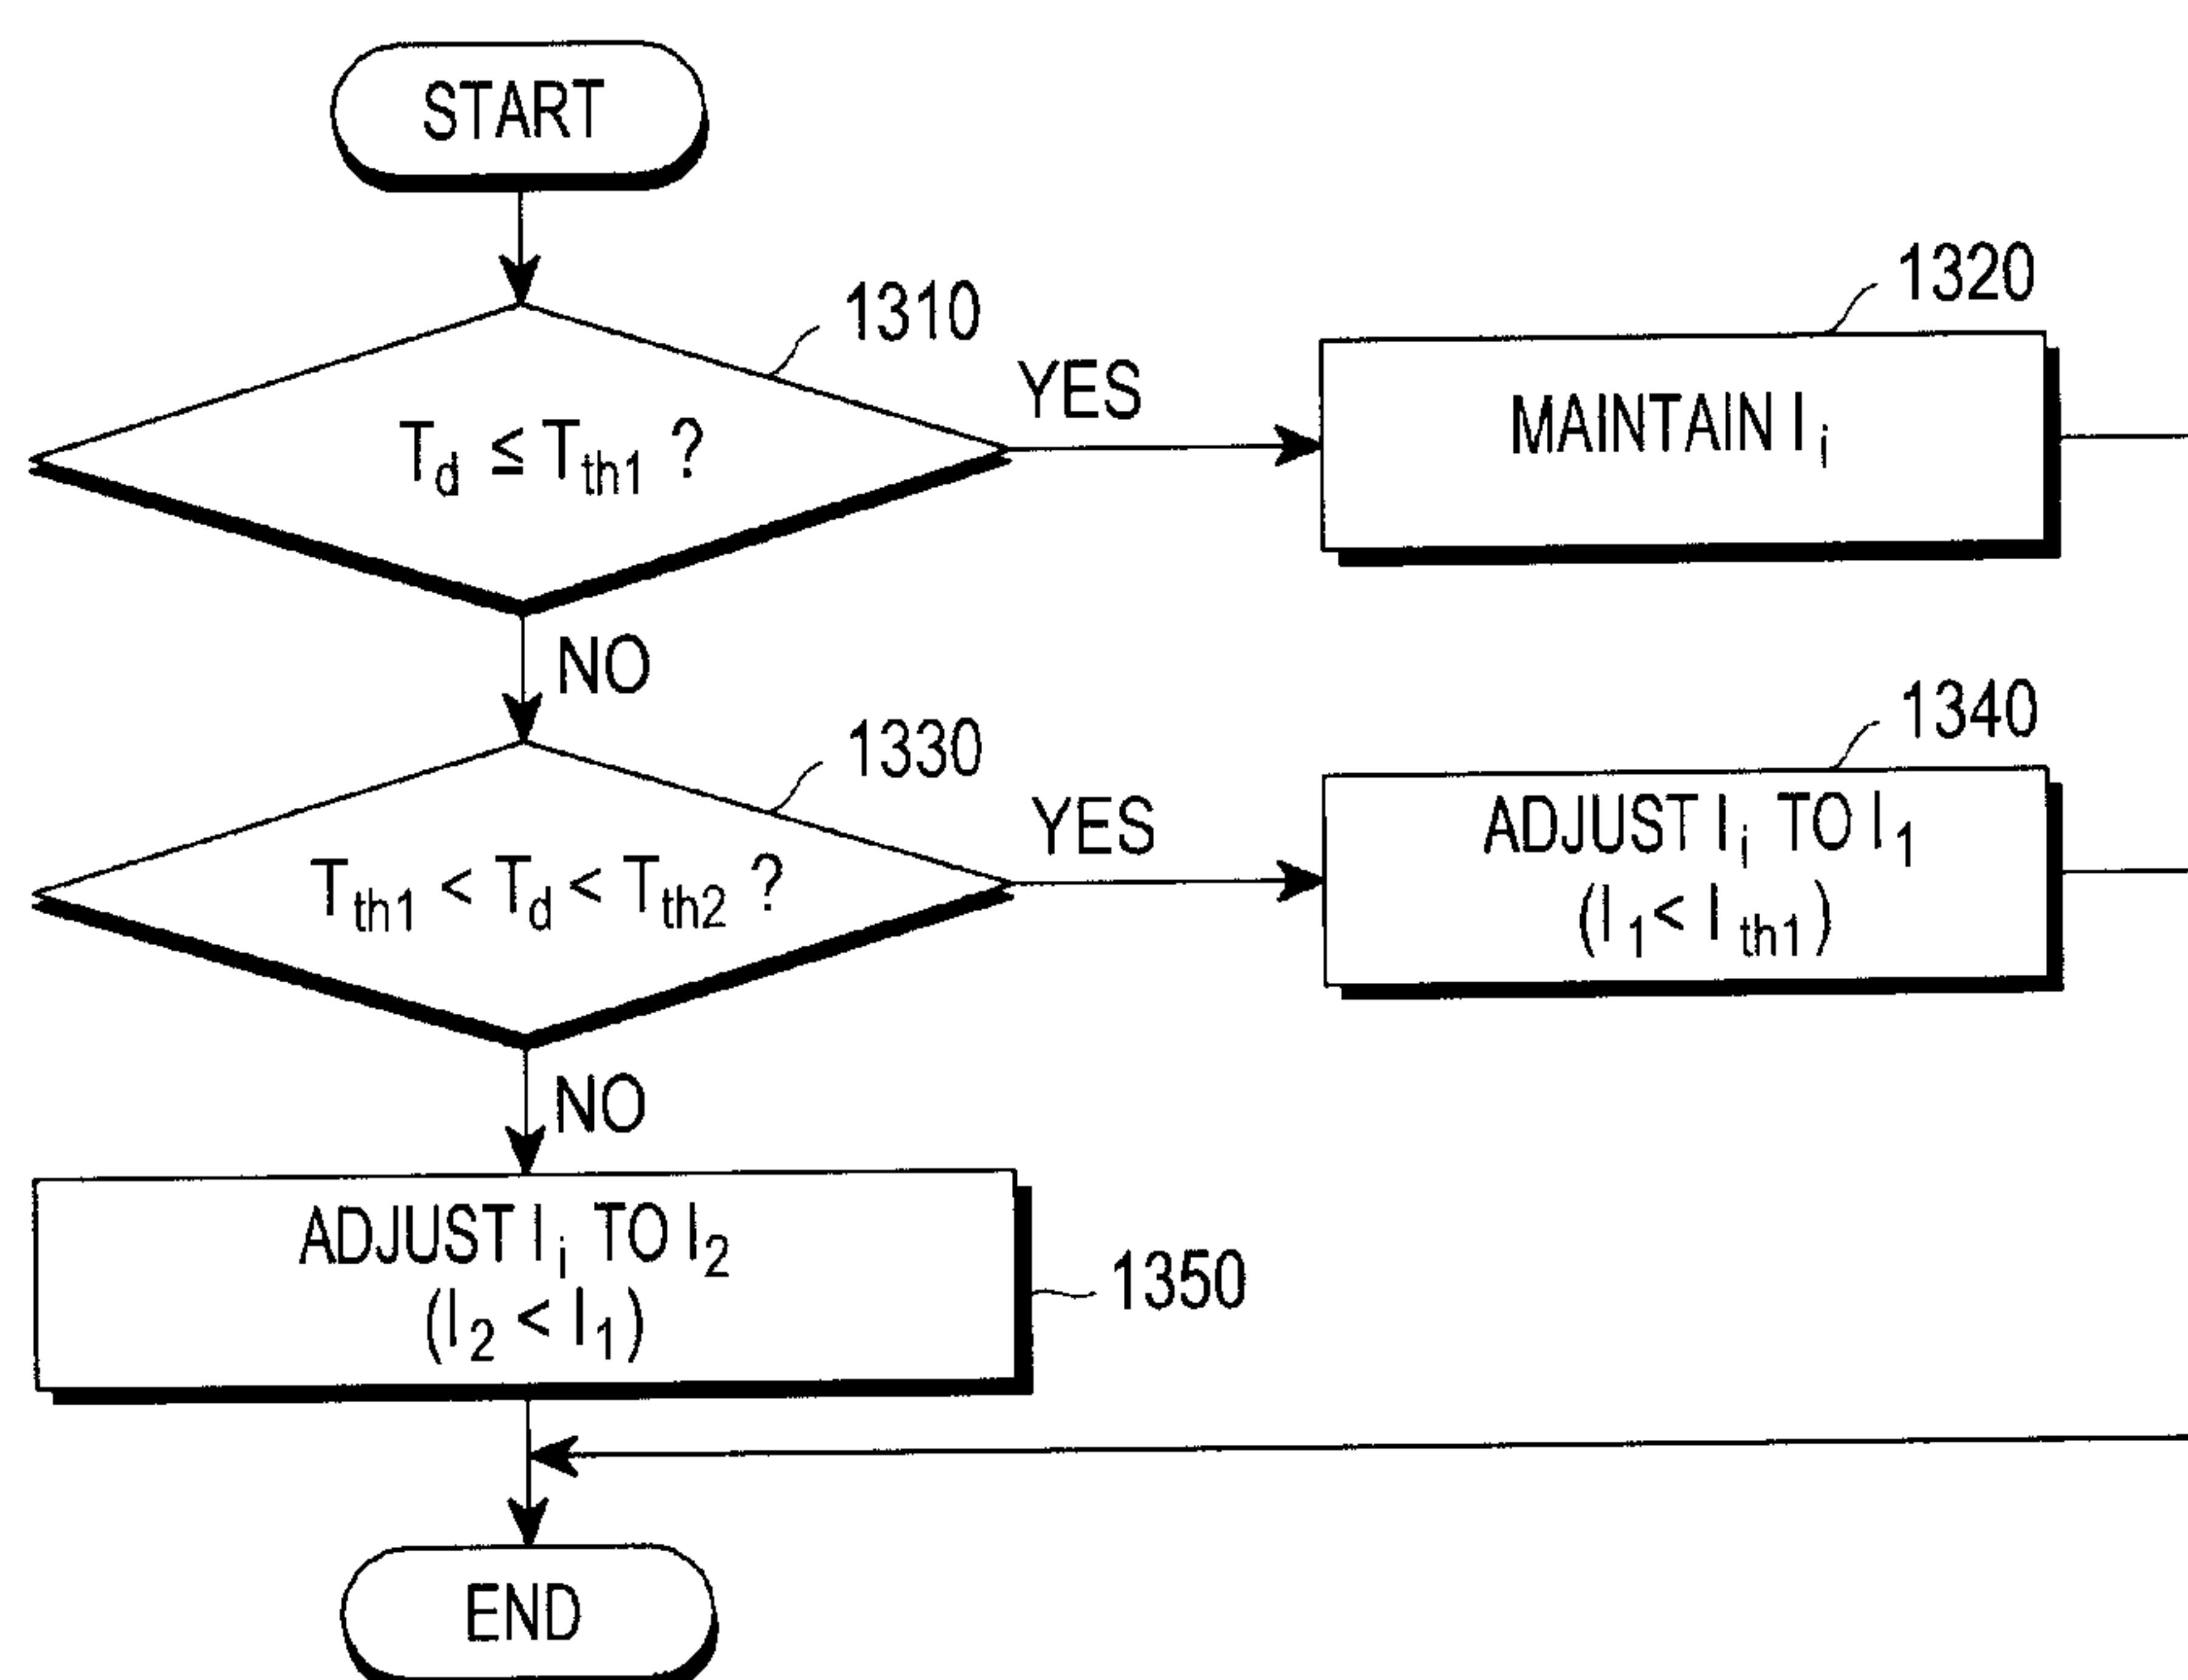 START
1310
T_d ≤ T_th1 ?
YES
1320
MAINTAIN I_i
NO
1330
T_th1 < T_d < T_th2 ?
YES
1340
ADJUST I_i TO I_1
(I_1 < I_th1)
NO
ADJUST I_i TO I_2
(I_2 < I_1)
1350
END